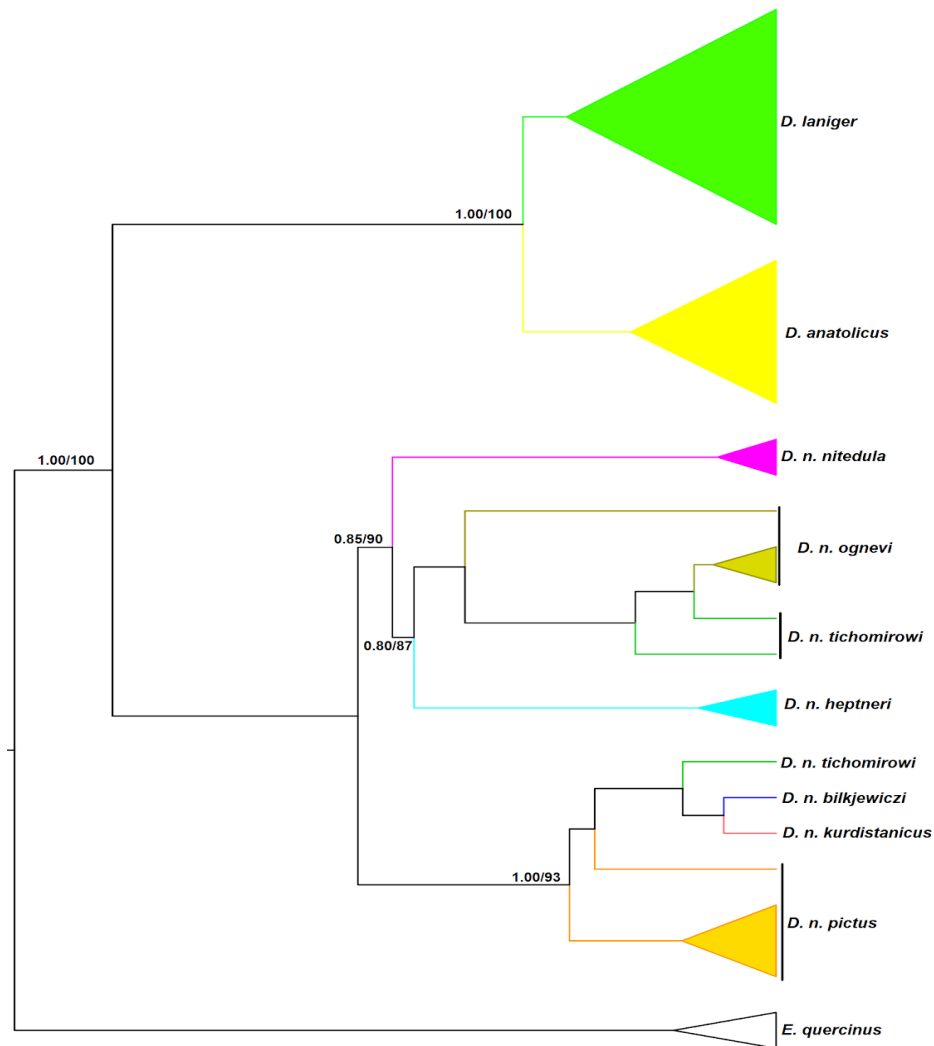 D. laniger
1.00/100
D. anatolicus
D. n. nitedula
1.00/100
0.85/90
D. n. ognevi
D. n. tichomirowi
0.80/87
D. n. heptneri
D. n. tichomirowi
D. n. bilkjewiczi
D. n. kurdistanicus
1.00/93
D. n. pictus
E. quercinus